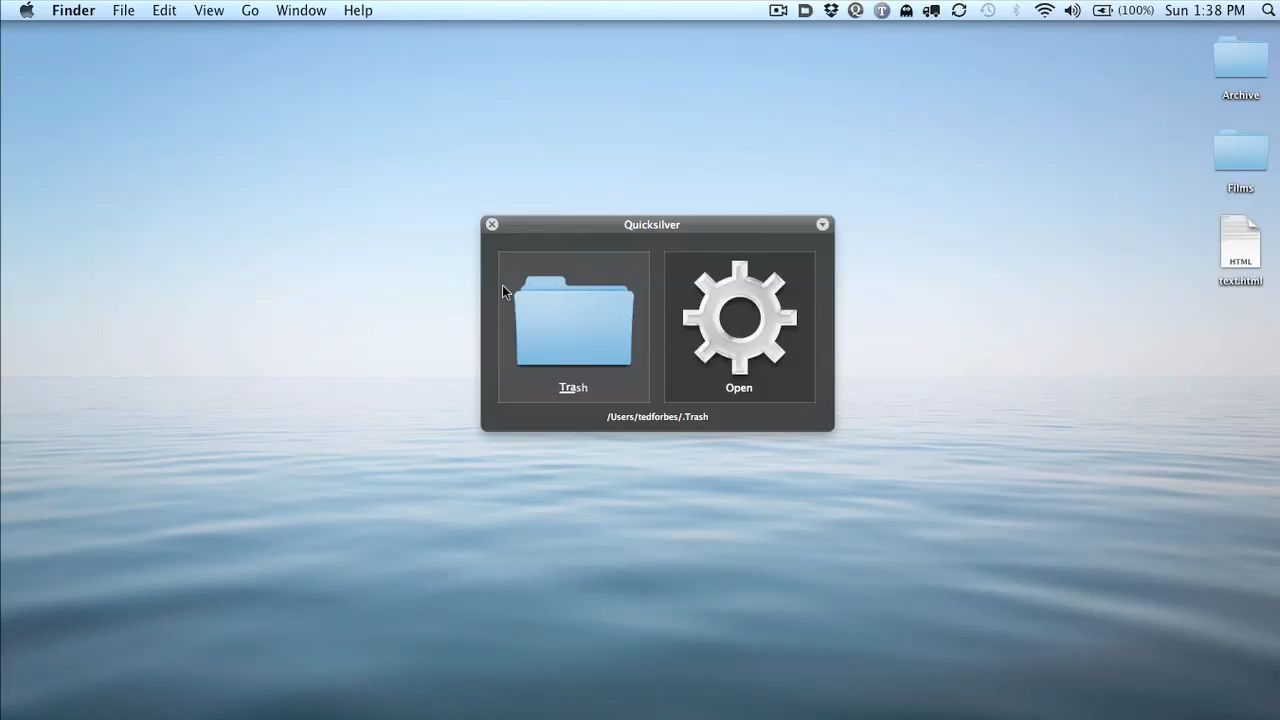 Finder File Edit View Go Window Help (100%) Sun 1:38 PM
Archive
Films
HTML
text.html
Quicksilver
Trash
Open
/Users/tedforbes/.Trash